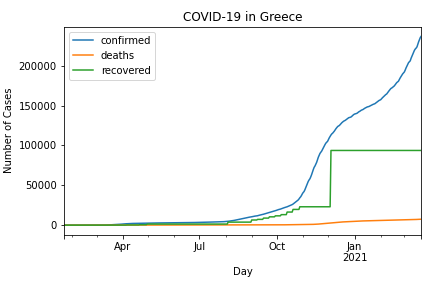 COVID-19 in Greece
confirmed
deaths
recovered
Number of Cases
200000
150000
100000
50000
0
Apr
Jul
Oct
Jan
2021
Day